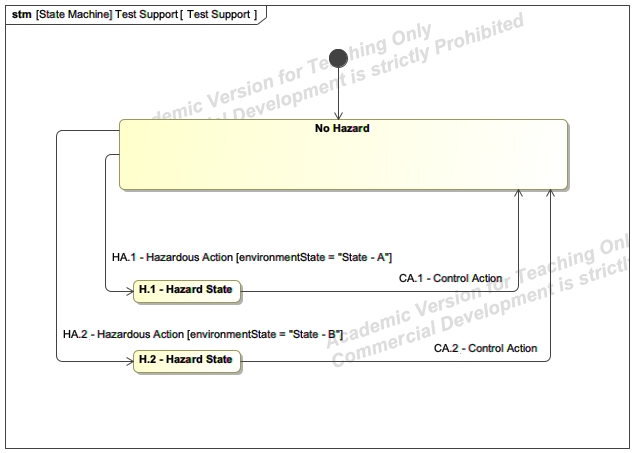 stm [State Machine] Test Support [ Test Support ]
Academic Version for Teaching Only
Commercial Development is strictly Prohibited
No Hazard
HA.1 - Hazardous Action [environmentState = "State - A"]
CA.1 - Control Action
H.1 - Hazard State
Academic Version for Teaching Only
Commercial Development is strictly
HA.2 - Hazardous Action [environmentState = "State - B"]
CA.2 - Control Action
H.2 - Hazard State